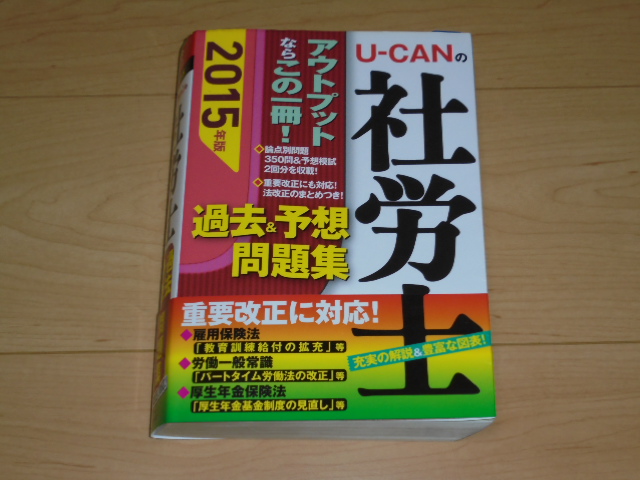 U-CANの
社労士
2015年版
アウトプット
ならこの一冊!
◇論点別問題
350問&予想模試
2回分を収載!
◇重要改正にも対応!
法改正のまとめつき!
過去&予想
問題集
重要改正に対応!
◆雇用保険法
「教育訓練給付の拡充」等
◆労働一般常識
「パートタイム労働法の改正」等
◆厚生年金保険法
「厚生年金基金制度の見直し」等
充実の解説&豊富な図表!